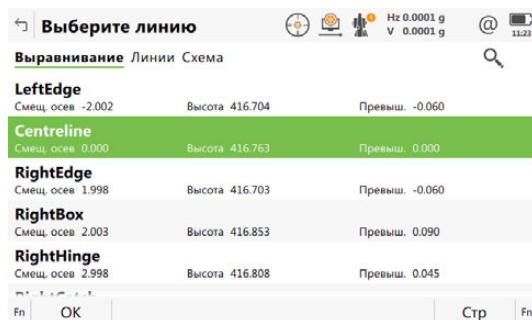 Выберите линию
Hz 0.0001 g
V 0.0001 g
@
11:23
Выравнивание Линии Схема
LeftEdge
Смещ. осев -2.002 Высота 416.704 Превыш. -0.060
Centreline
Смещ. осев 0.000 Высота 416.763 Превыш. 0.000
RightEdge
Смещ. осев 1.998 Высота 416.703 Превыш. -0.060
RightBox
Смещ. осев 2.003 Высота 416.853 Превыш. 0.090
RightHinge
Смещ. осев 2.998 Высота 416.808 Превыш. 0.045
Fn OK Стр Fn